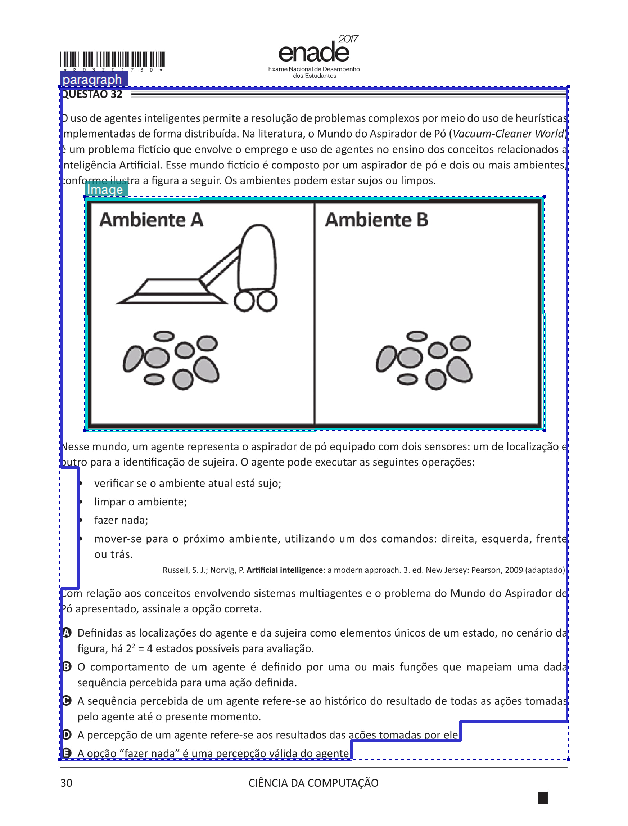 2017
enade
Exame Nacional de Desempenho
dos Estudantes
paragraph
QUESTÃO 32
O uso de agentes inteligentes permite a resolução de problemas complexos por meio do uso de heurísticas
implementadas de forma distribuída. Na literatura, o Mundo do Aspirador de Pó (Vacuum-Cleaner World)
é um problema fictício que envolve o emprego e uso de agentes no ensino dos conceitos relacionados a
Inteligência Artificial. Esse mundo fictício é composto por um aspirador de pó e dois ou mais ambientes,
conforme ilustra a figura a seguir. Os ambientes podem estar sujos ou limpos.
Image
Ambiente A
Ambiente B
Nesse mundo, um agente representa o aspirador de pó equipado com dois sensores: um de localização e
outro para a identificação de sujeira. O agente pode executar as seguintes operações:
• verificar se o ambiente atual está sujo;
• limpar o ambiente;
• fazer nada;
• mover-se para o próximo ambiente, utilizando um dos comandos: direita, esquerda, frente
ou trás.
Russell, S. J.; Norvig, P. Artificial intelligence: a modern approach. 3. ed. New Jersey: Pearson, 2009 (adaptado).
Com relação aos conceitos envolvendo sistemas multiagentes e o problema do Mundo do Aspirador de
Pó apresentado, assinale a opção correta.
A Definidas as localizações do agente e da sujeira como elementos únicos de um estado, no cenário da
figura, há 2² = 4 estados possíveis para avaliação.
B O comportamento de um agente é definido por uma ou mais funções que mapeiam uma dada
sequência percebida para uma ação definida.
C A sequência percebida de um agente refere-se ao histórico do resultado de todas as ações tomadas
pelo agente até o presente momento.
D A percepção de um agente refere-se aos resultados das ações tomadas por ele.
E A opção “fazer nada” é uma percepção válida do agente.
30
CIÊNCIA DA COMPUTAÇÃO